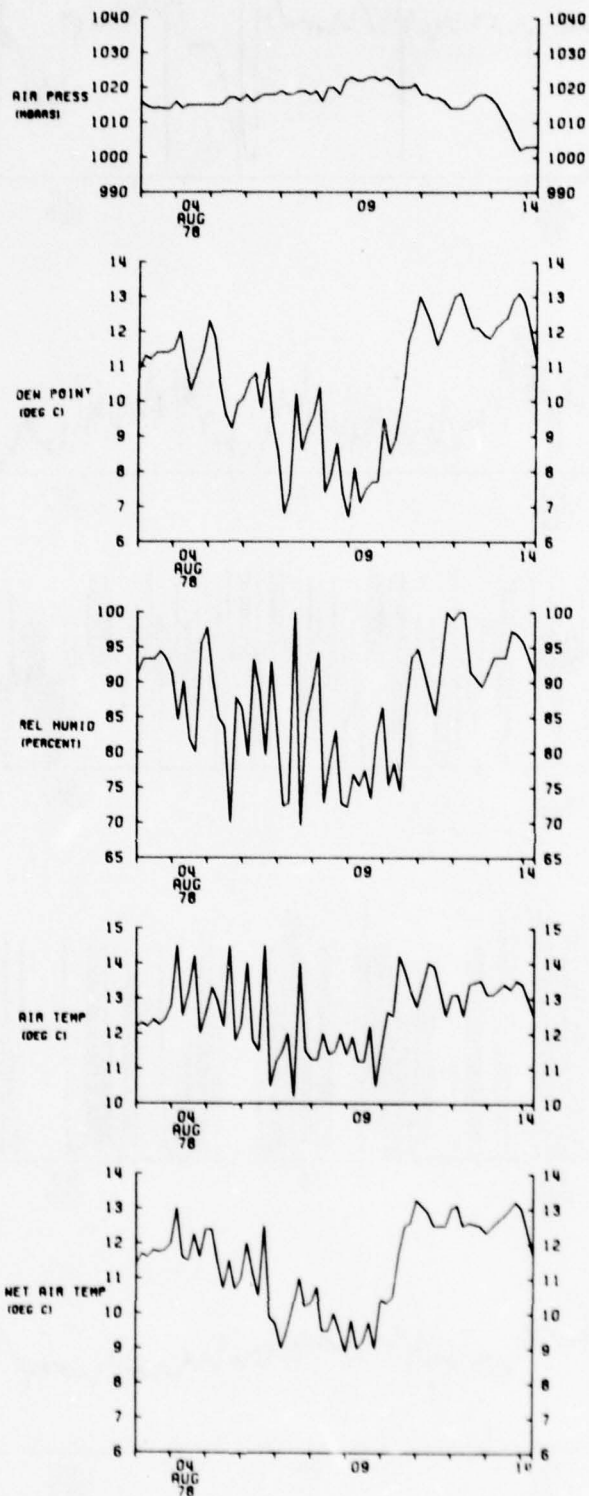 1040 1040
1030 1030
AIR PRESS 1020 1020
(MBARS) 1010 1010
1000 1000
990 990
04 09 14
AUG
78
14 14
13 13
12 12
11 11
DEW POINT 10 10
(DEG C)
9 9
8 8
7 7
6 6
04 09 14
AUG
78
100 100
95 95
90 90
REL HUMID 85 85
(PERCENT) 80 80
75 75
70 70
65 65
04 09 14
AUG
78
15 15
14 14
13 13
AIR TEMP 12 12
(DEG C)
11 11
10 10
04 09 14
AUG
78
14 14
13 13
12 12
11 11
WET AIR TEMP 10 10
(DEG C)
9 9
8 8
7 7
6 6
04 09
AUG
78